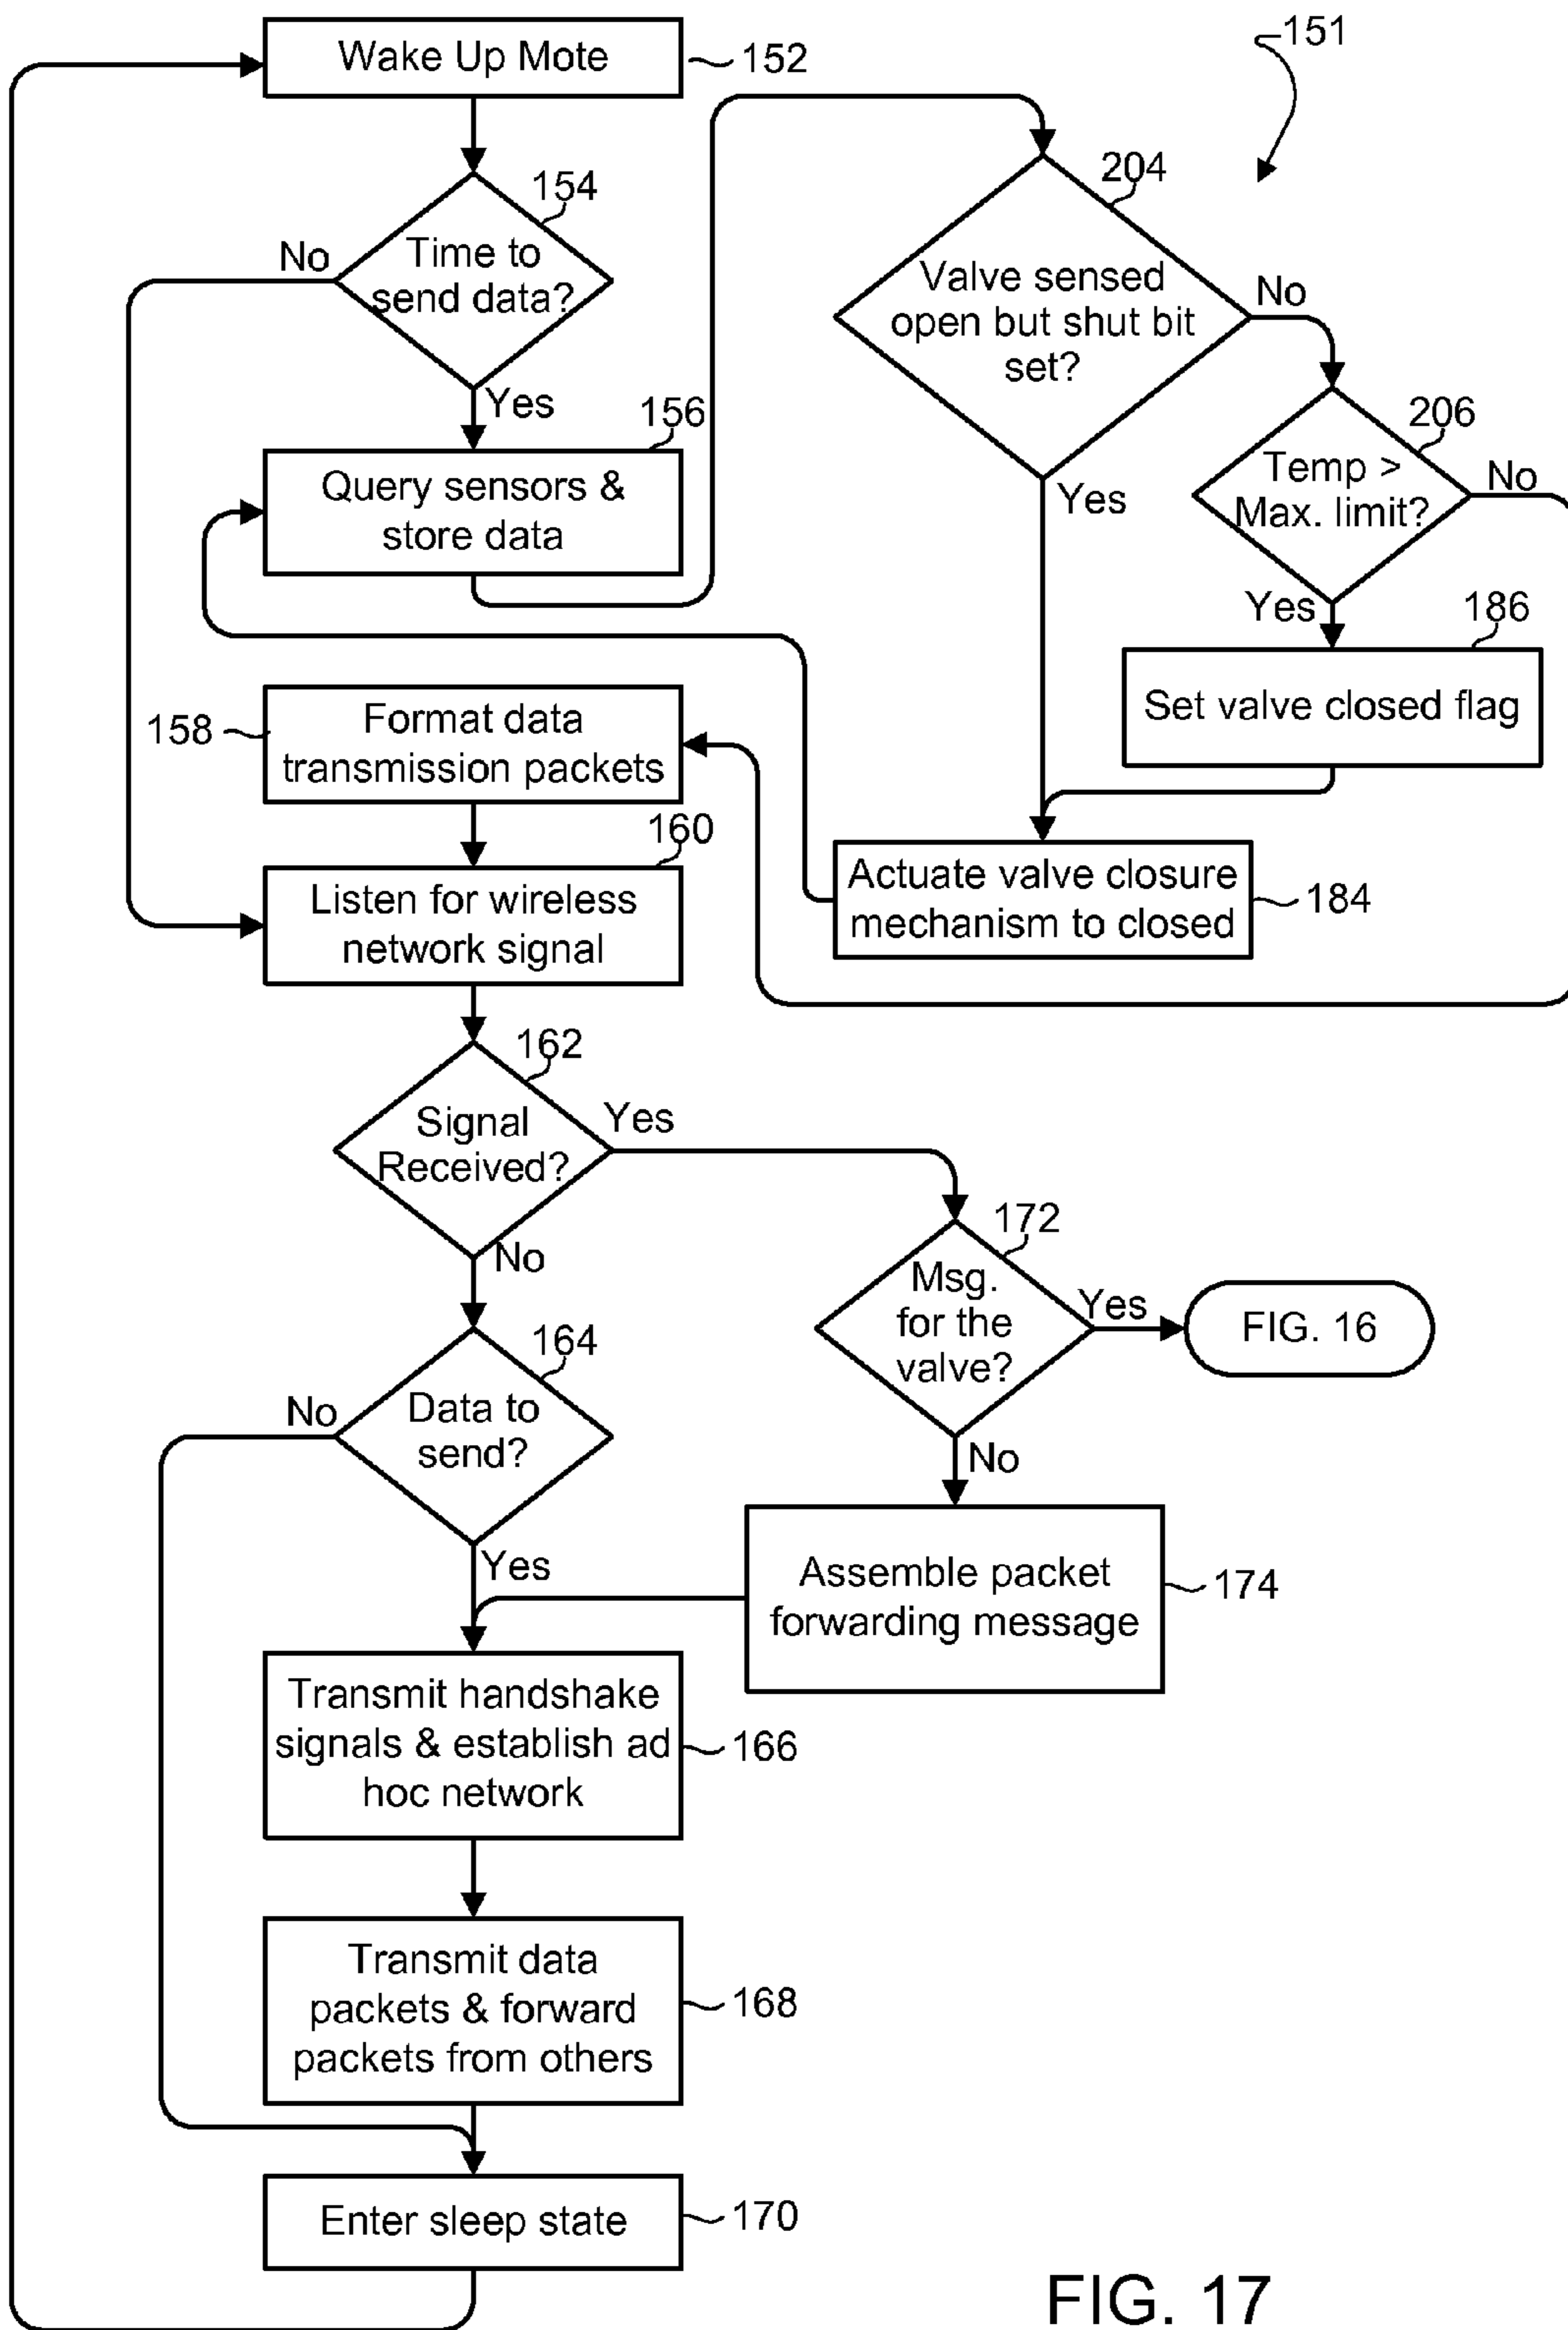 Wake Up Mote
152
151
154
Time to
send data?
No
Yes
204
Valve sensed
open but shut bit
set?
No
Yes
156
Query sensors &
store data
206
Temp >
Max. limit?
No
Yes
186
Set valve closed flag
158
Format data
transmission packets
160
Listen for wireless
network signal
Actuate valve closure
mechanism to closed
184
162
Signal
Received?
Yes
No
172
Msg.
for the
valve?
Yes
FIG. 16
No
164
Data to
send?
No
Yes
Assemble packet
forwarding message
174
Transmit handshake
signals & establish ad
hoc network
166
Transmit data
packets & forward
packets from others
168
Enter sleep state
170
FIG. 17